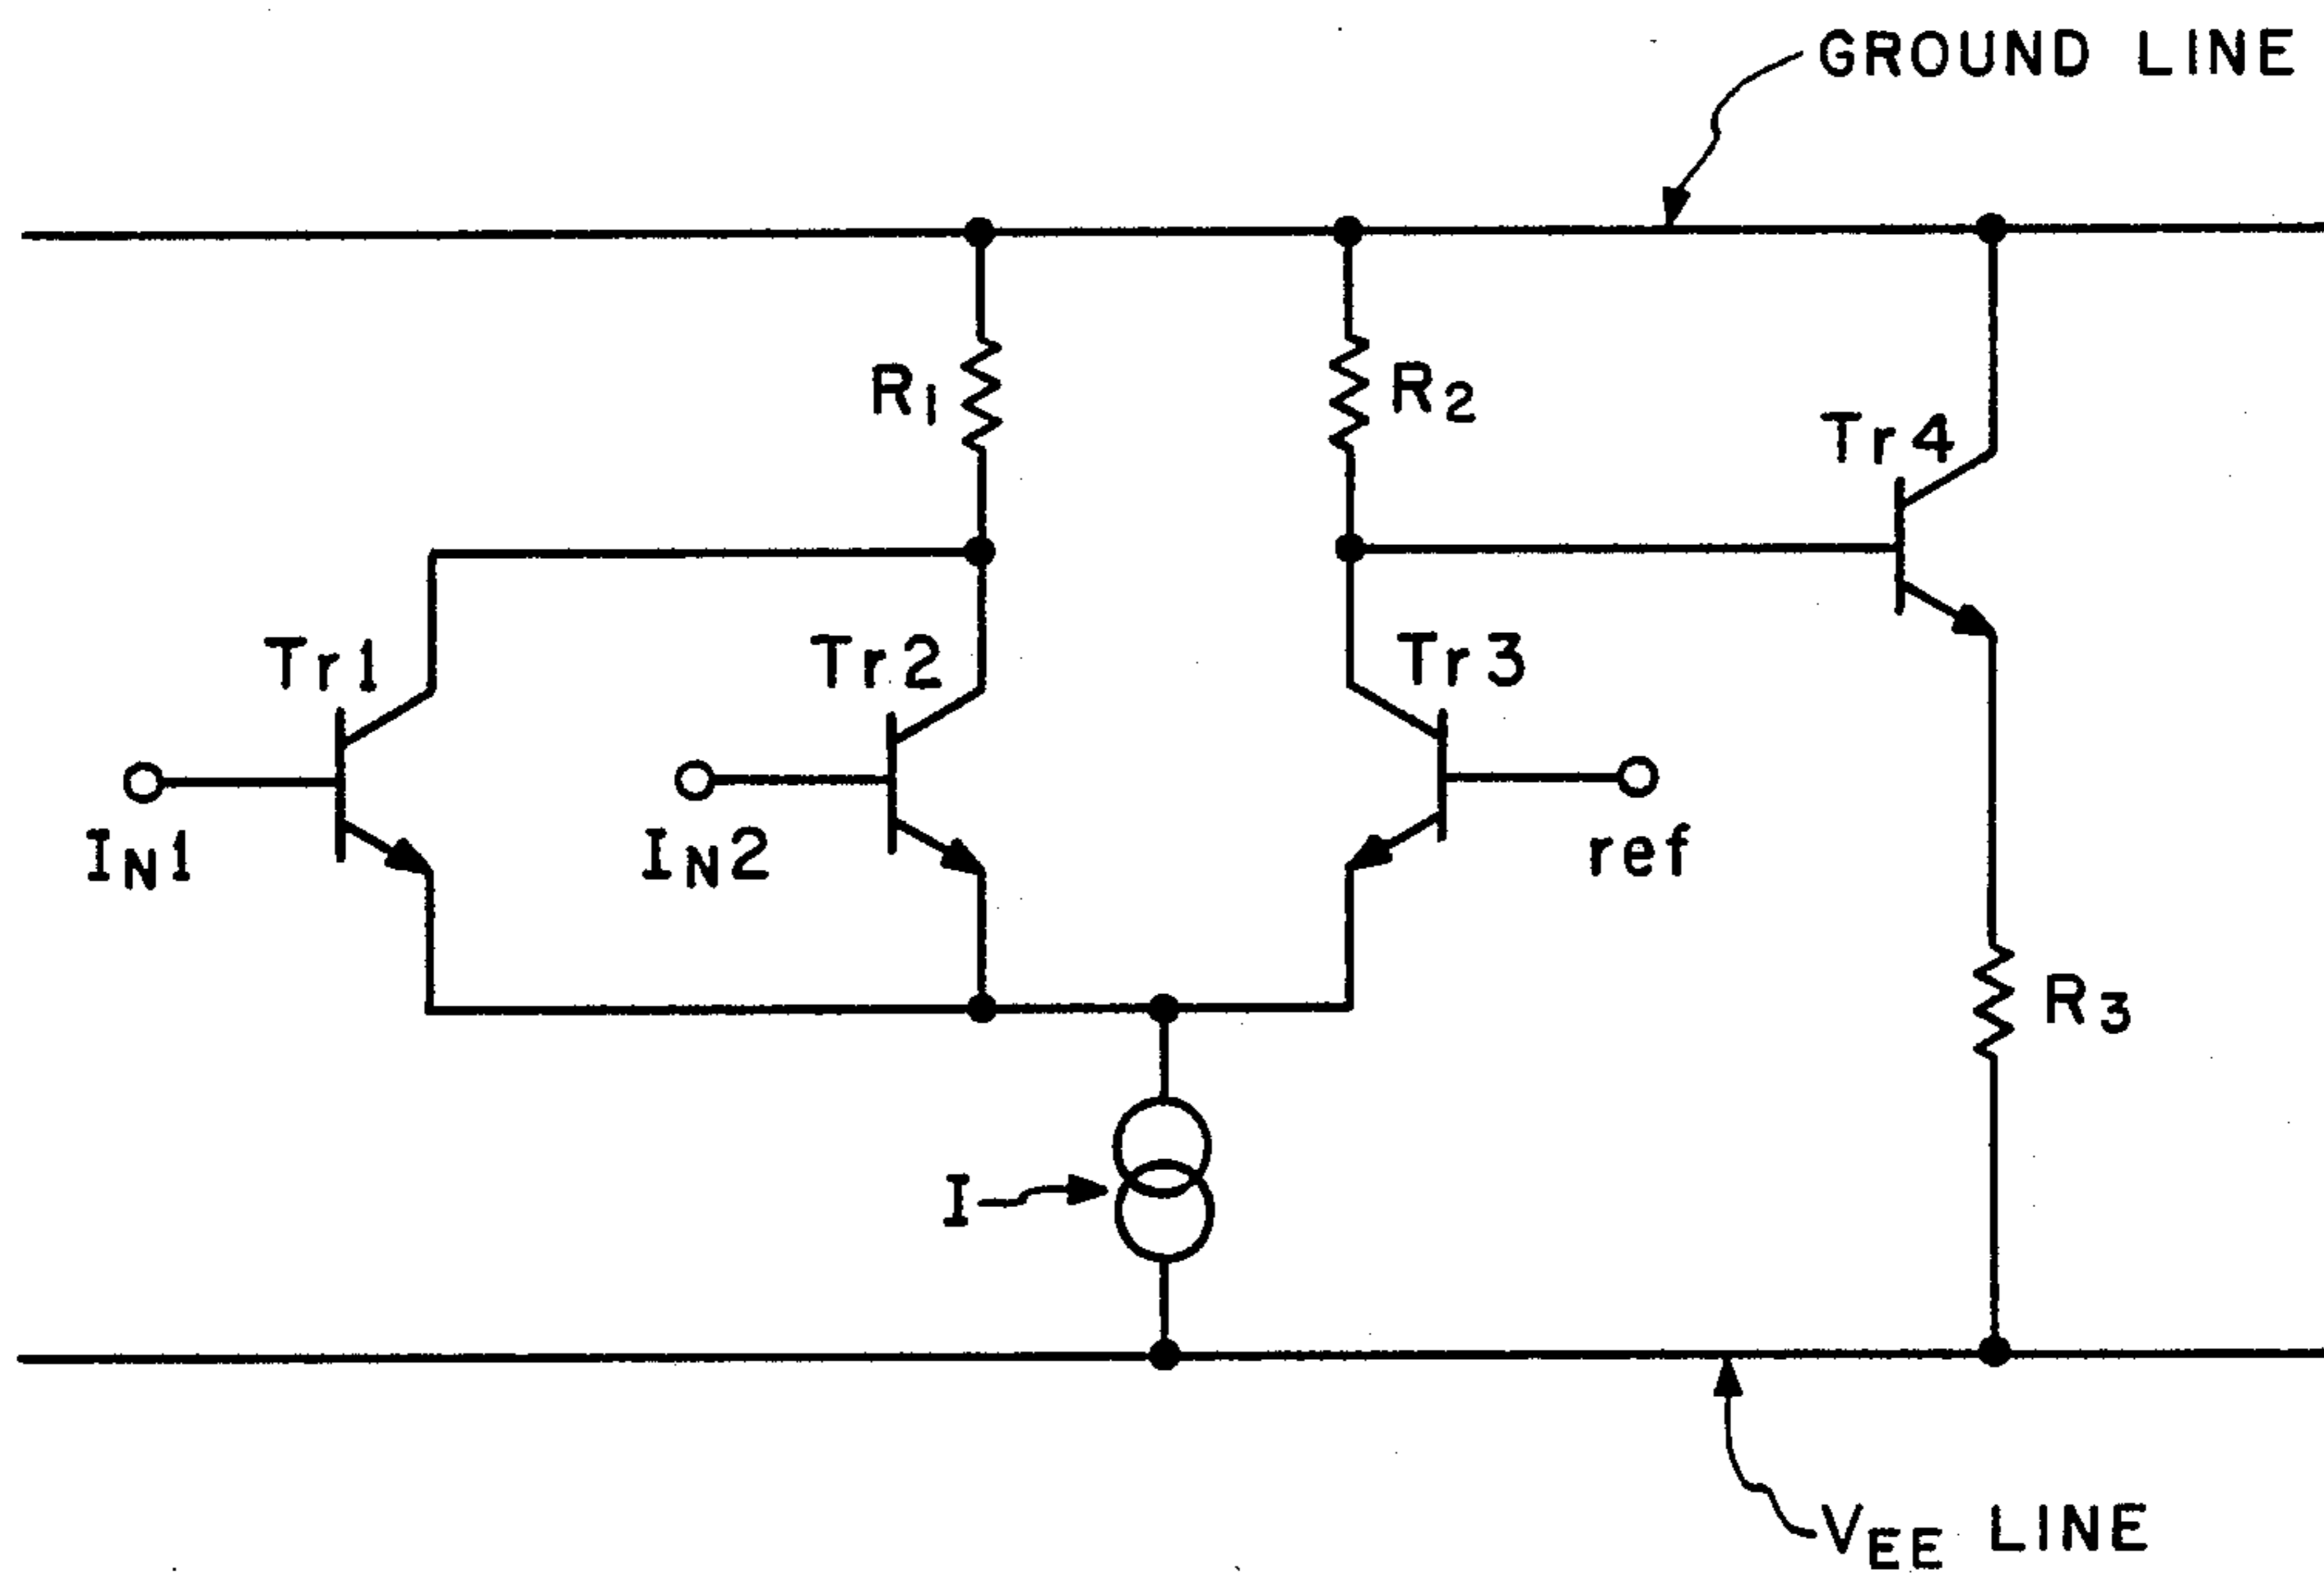 GROUND LINE
R1
R2
Tr4
Tr1
Tr2
Tr3
IN1
IN2
ref
R3
I
VEE LINE